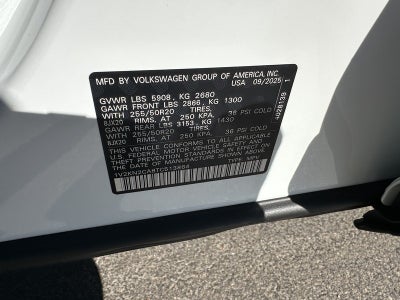 MFD BY VOLKSWAGEN GROUP OF AMERICA, INC.
USA 09/2025
GVWR LBS 5908, KG 2680
GAWR FRONT LBS 2866, KG 1300
WITH 255/50R20 TIRES,
8JX20 RIMS, AT 250 KPA, 36 PSI COLD
GAWR REAR LBS 3153, KG 1430
WITH 255/50R20 TIRES,
8JX20 RIMS, AT 250 KPA, 36 PSI COLD
THIS VEHICLE CONFORMS TO ALL APPLICABLE
FEDERAL MOTOR VEHICLE SAFETY, BUMPER, AND
THEFT PREVENTION STANDARDS IN EFFECT ON
THE DATE OF MANUFACTURE SHOWN ABOVE.
TYPE: MPV